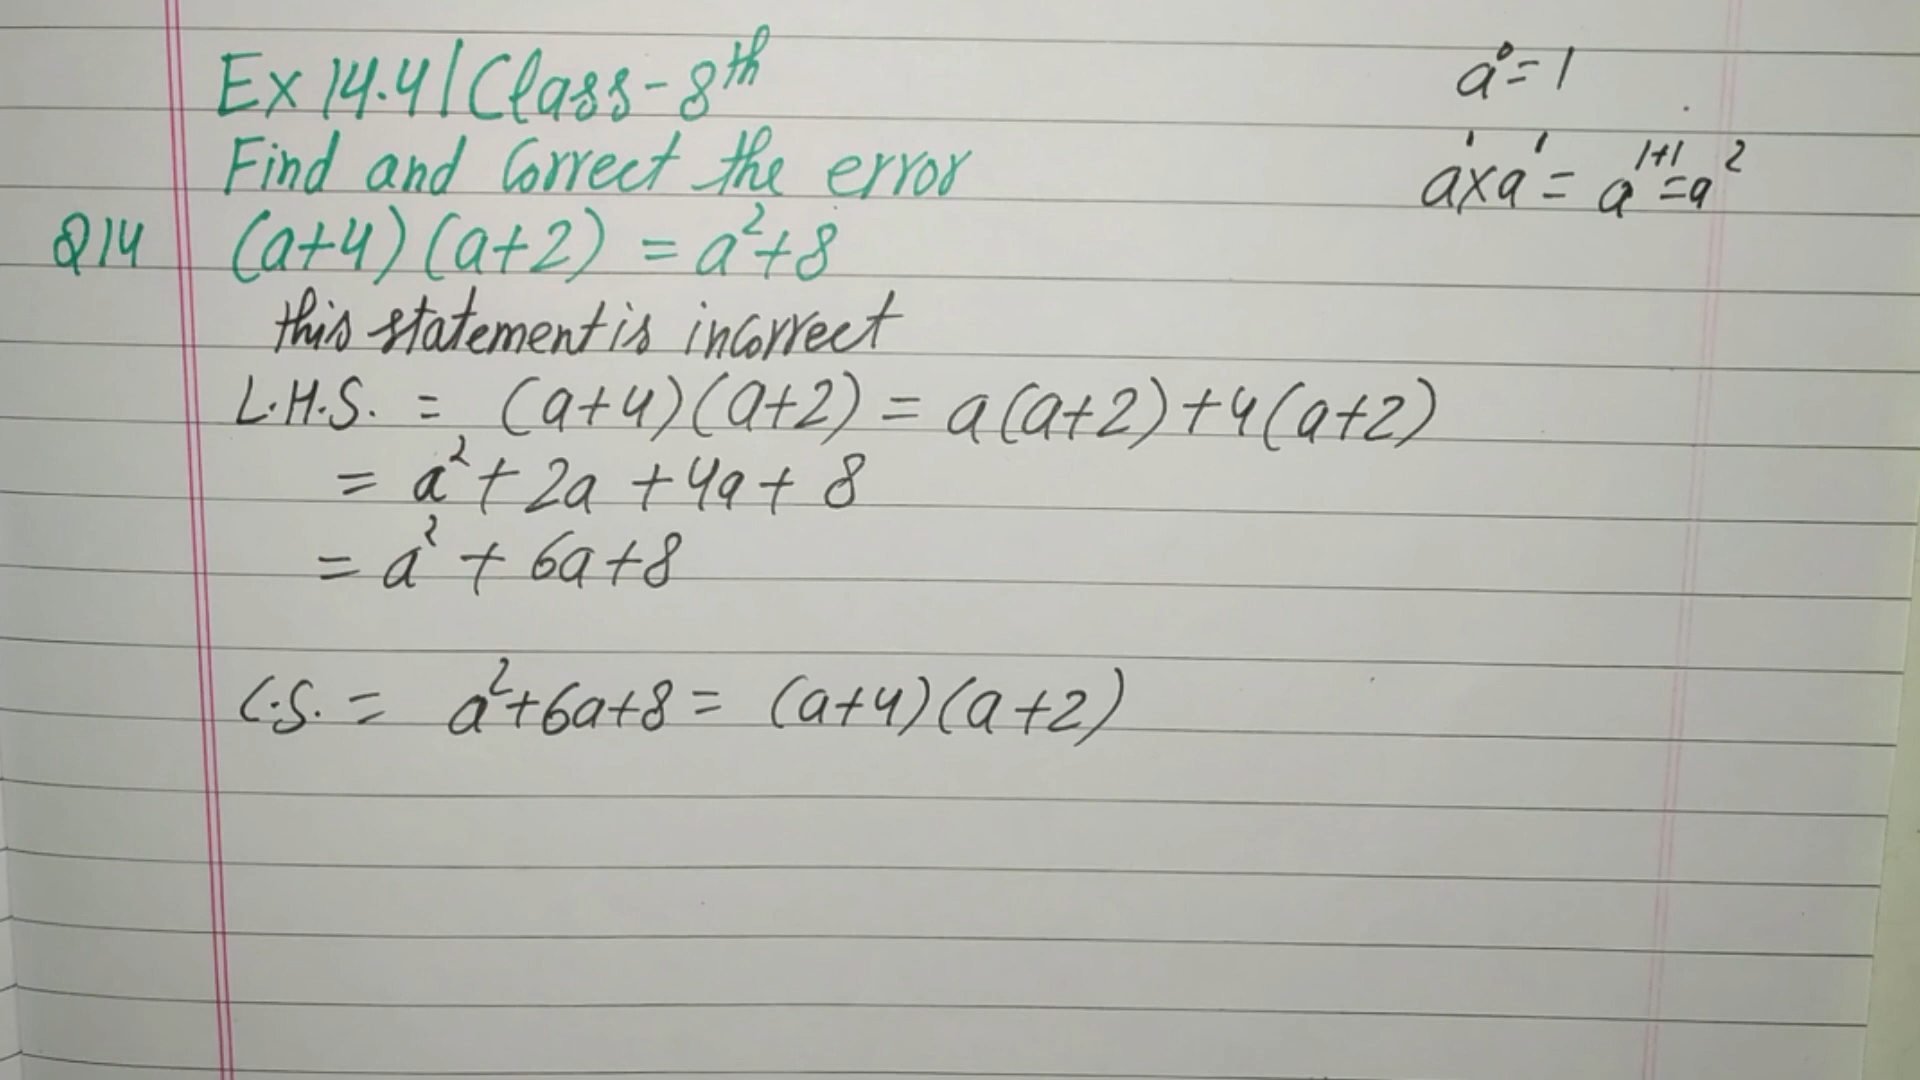 Ex 14.4 | Class-8th
Find and Correct the error
Q14 (a+4)(a+2) = a²+8
this statement is incorrect
L.H.S. = (a+4)(a+2) = a(a+2)+4(a+2)
= a² + 2a + 4a + 8
= a² + 6a+8
C.S. = a²+6a+8 = (a+4)(a+2)
a⁰=1
a¹×a¹ = a¹⁺¹=a²